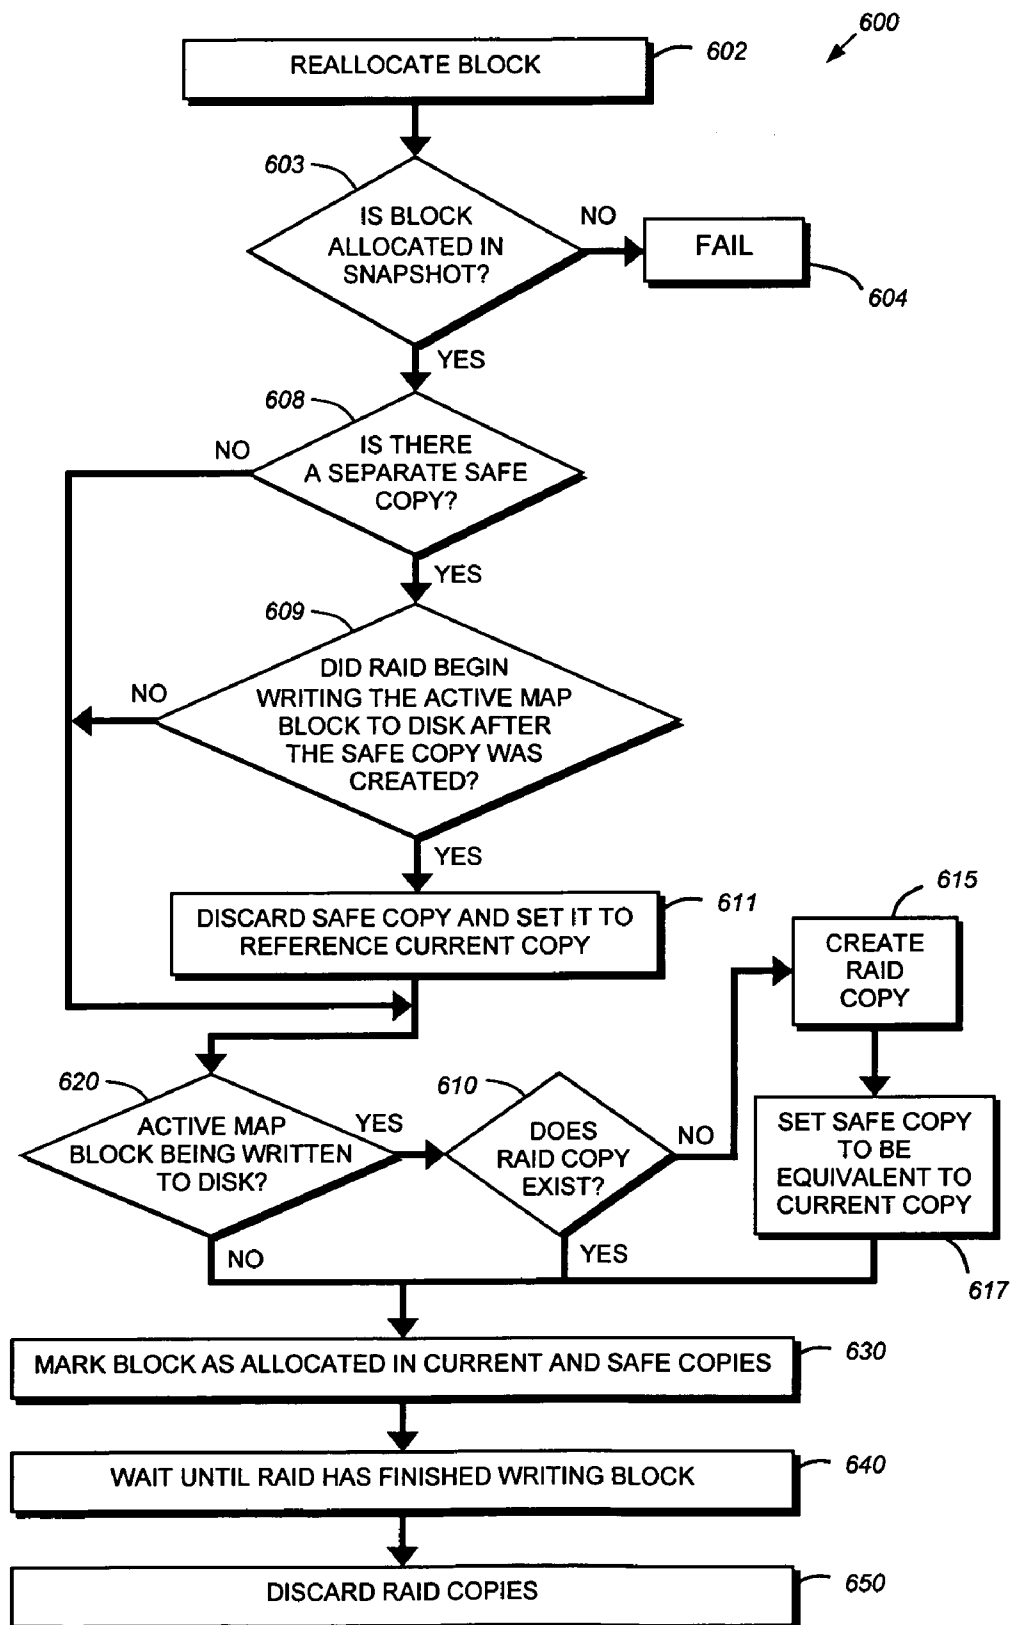 600
REALLOCATE BLOCK
602
603
IS BLOCK
ALLOCATED IN
SNAPSHOT?
NO
FAIL
604
YES
608
NO
IS THERE
A SEPARATE SAFE
COPY?
YES
609
NO
DID RAID BEGIN
WRITING THE ACTIVE MAP
BLOCK TO DISK AFTER
THE SAFE COPY WAS
CREATED?
YES
DISCARD SAFE COPY AND SET IT TO
REFERENCE CURRENT COPY
611
615
CREATE
RAID
COPY
620
ACTIVE MAP
BLOCK BEING WRITTEN
TO DISK?
YES
NO
610
DOES
RAID COPY
EXIST?
NO
YES
SET SAFE COPY
TO BE
EQUIVALENT TO
CURRENT COPY
617
MARK BLOCK AS ALLOCATED IN CURRENT AND SAFE COPIES
630
WAIT UNTIL RAID HAS FINISHED WRITING BLOCK
640
DISCARD RAID COPIES
650